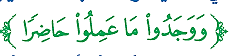 ﴿ وَوَجَدُوا۟ مَا عَمِلُوا۟ حَاضِرًا ﴾